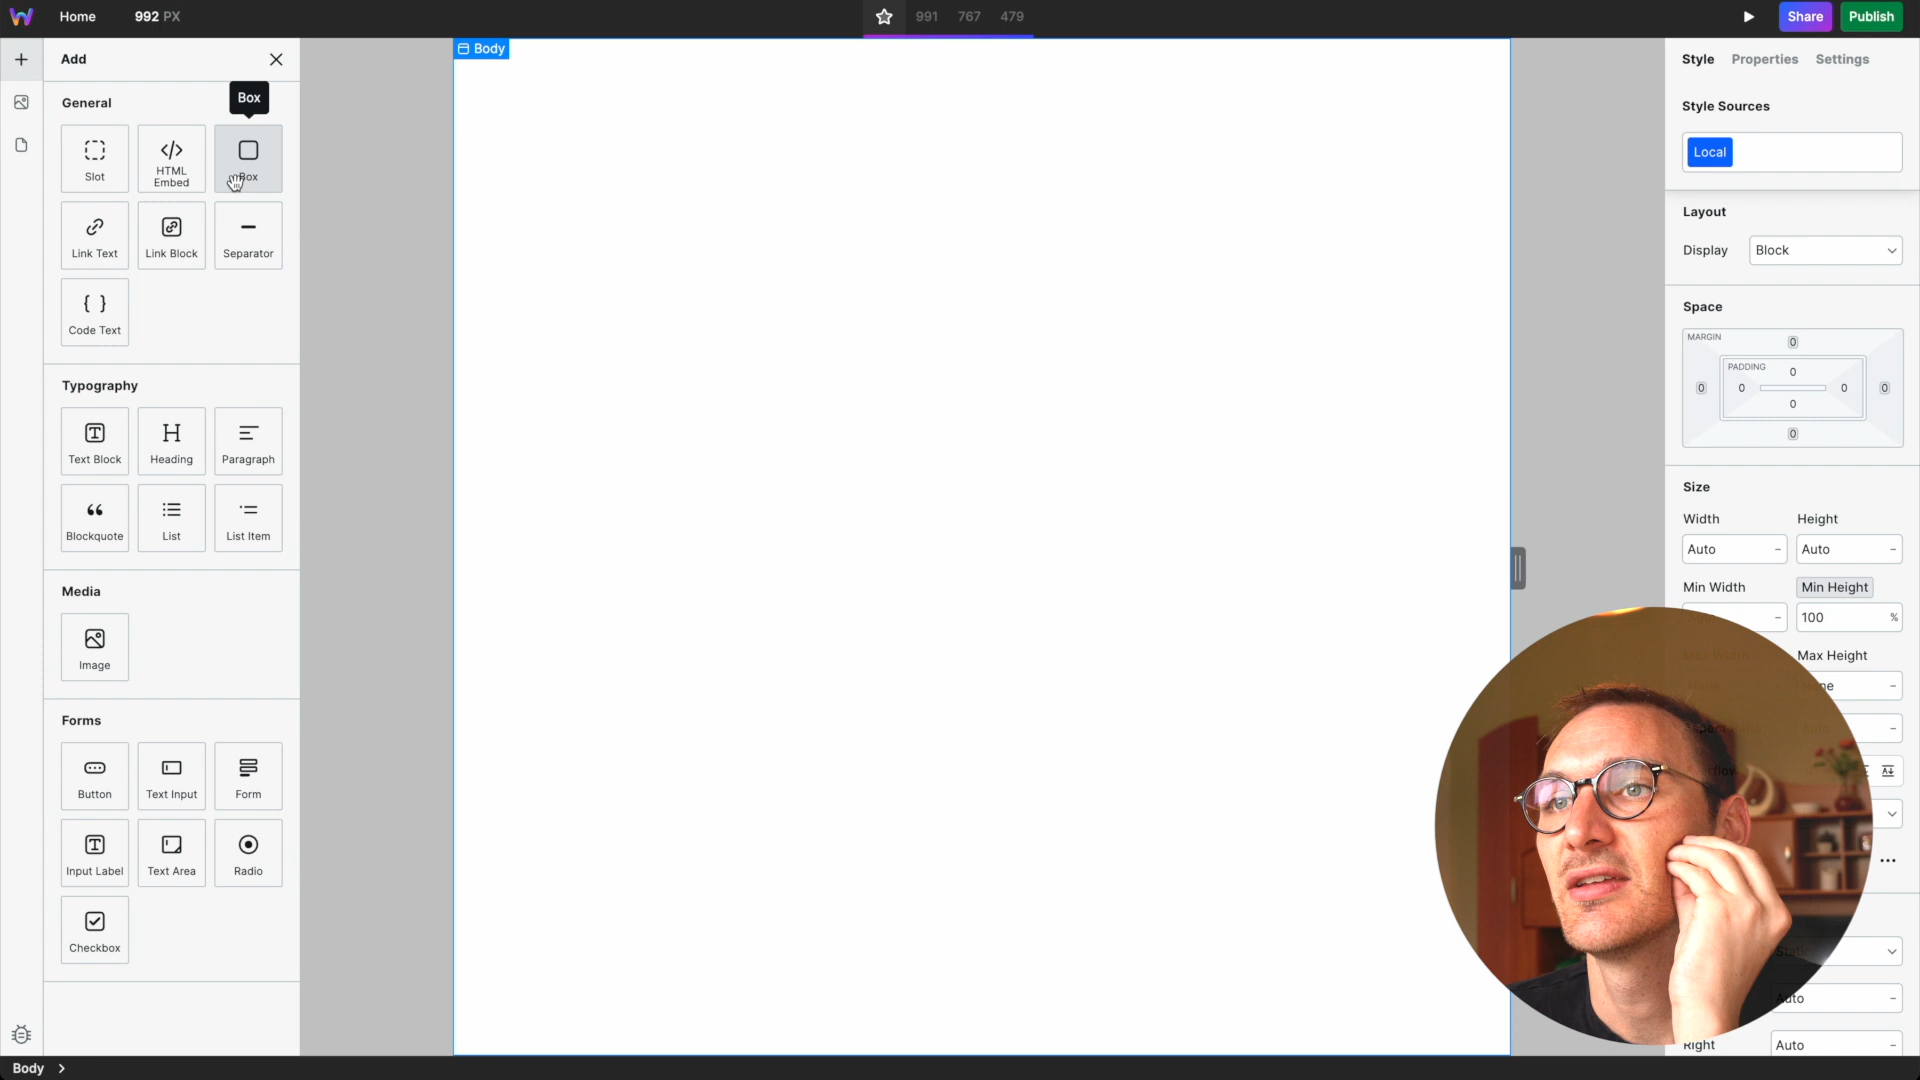 Home
992 PX
991
767
479
Share
Publish
Add
Body
Style
Properties
Settings
General
Box
Style Sources
Local
Slot
HTML
Embed
Box
Layout
Display
Block
Link Text
Link Block
Separator
Code Text
Space
MARGIN
0
PADDING
0
0
0
0
0
0
0
Typography
Text Block
Heading
Paragraph
Blockquote
List
List Item
Size
Width
Height
Auto
Auto
Min Width
Min Height
100
%
Max Height
Media
Image
Forms
Button
Text Input
Form
Input Label
Text Area
Radio
Checkbox
Auto
Right
Auto
Body